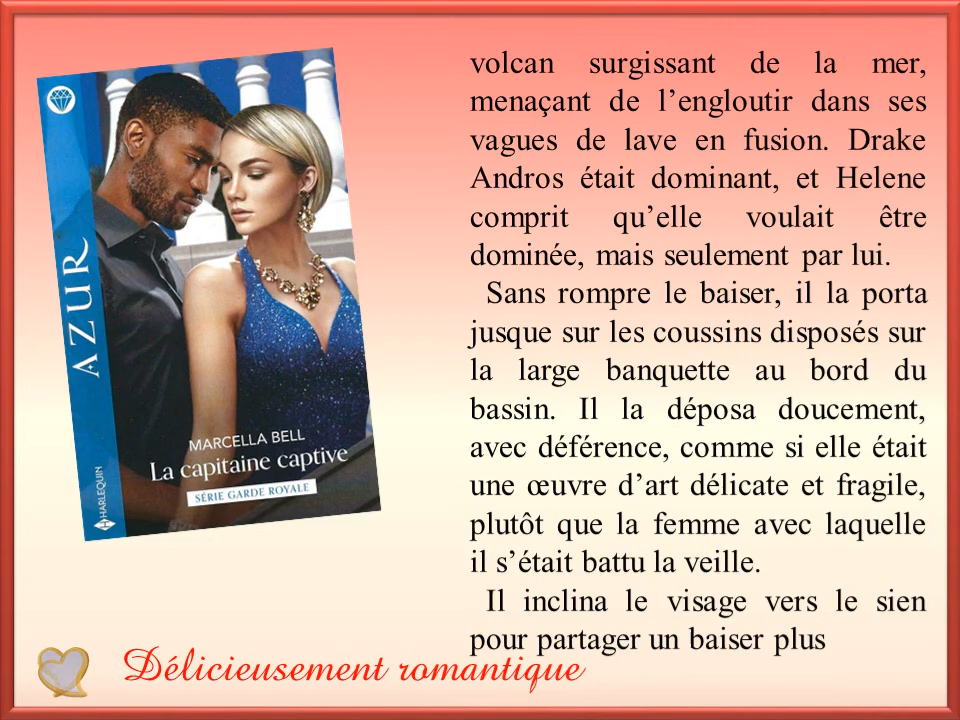 AZUR
HARLEQUIN
MARCELLA BELL
La capitaine captive
SÉRIE GARDE ROYALE
volcan surgissant de la mer,
menaçant de l’engloutir dans ses
vagues de lave en fusion. Drake
Andros était dominant, et Helene
comprit qu’elle voulait être
dominée, mais seulement par lui.
Sans rompre le baiser, il la porta
jusque sur les coussins disposés sur
la large banquette au bord du
bassin. Il la déposa doucement,
avec déférence, comme si elle était
une œuvre d’art délicate et fragile,
plutôt que la femme avec laquelle
il s’était battu la veille.
Il inclina le visage vers le sien
pour partager un baiser plus
Délicieusement romantique